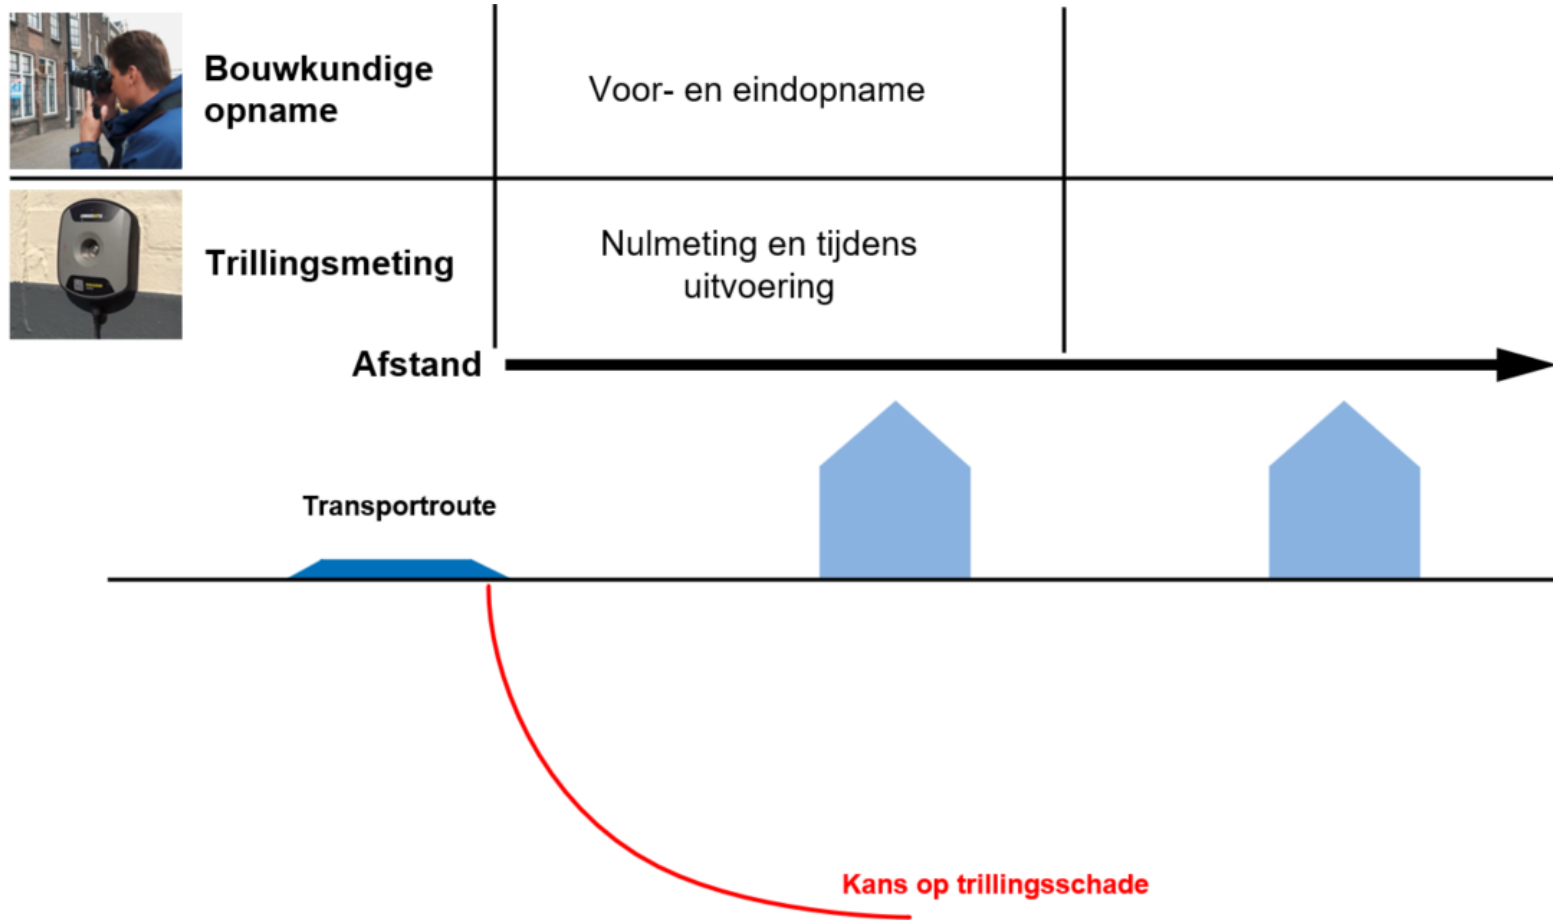 Bouwkundige
opname
Voor- en eindopname
Trillingsmeting
Nulmeting en tijdens
uitvoering
Afstand
Transportroute
Kans op trillingsschade